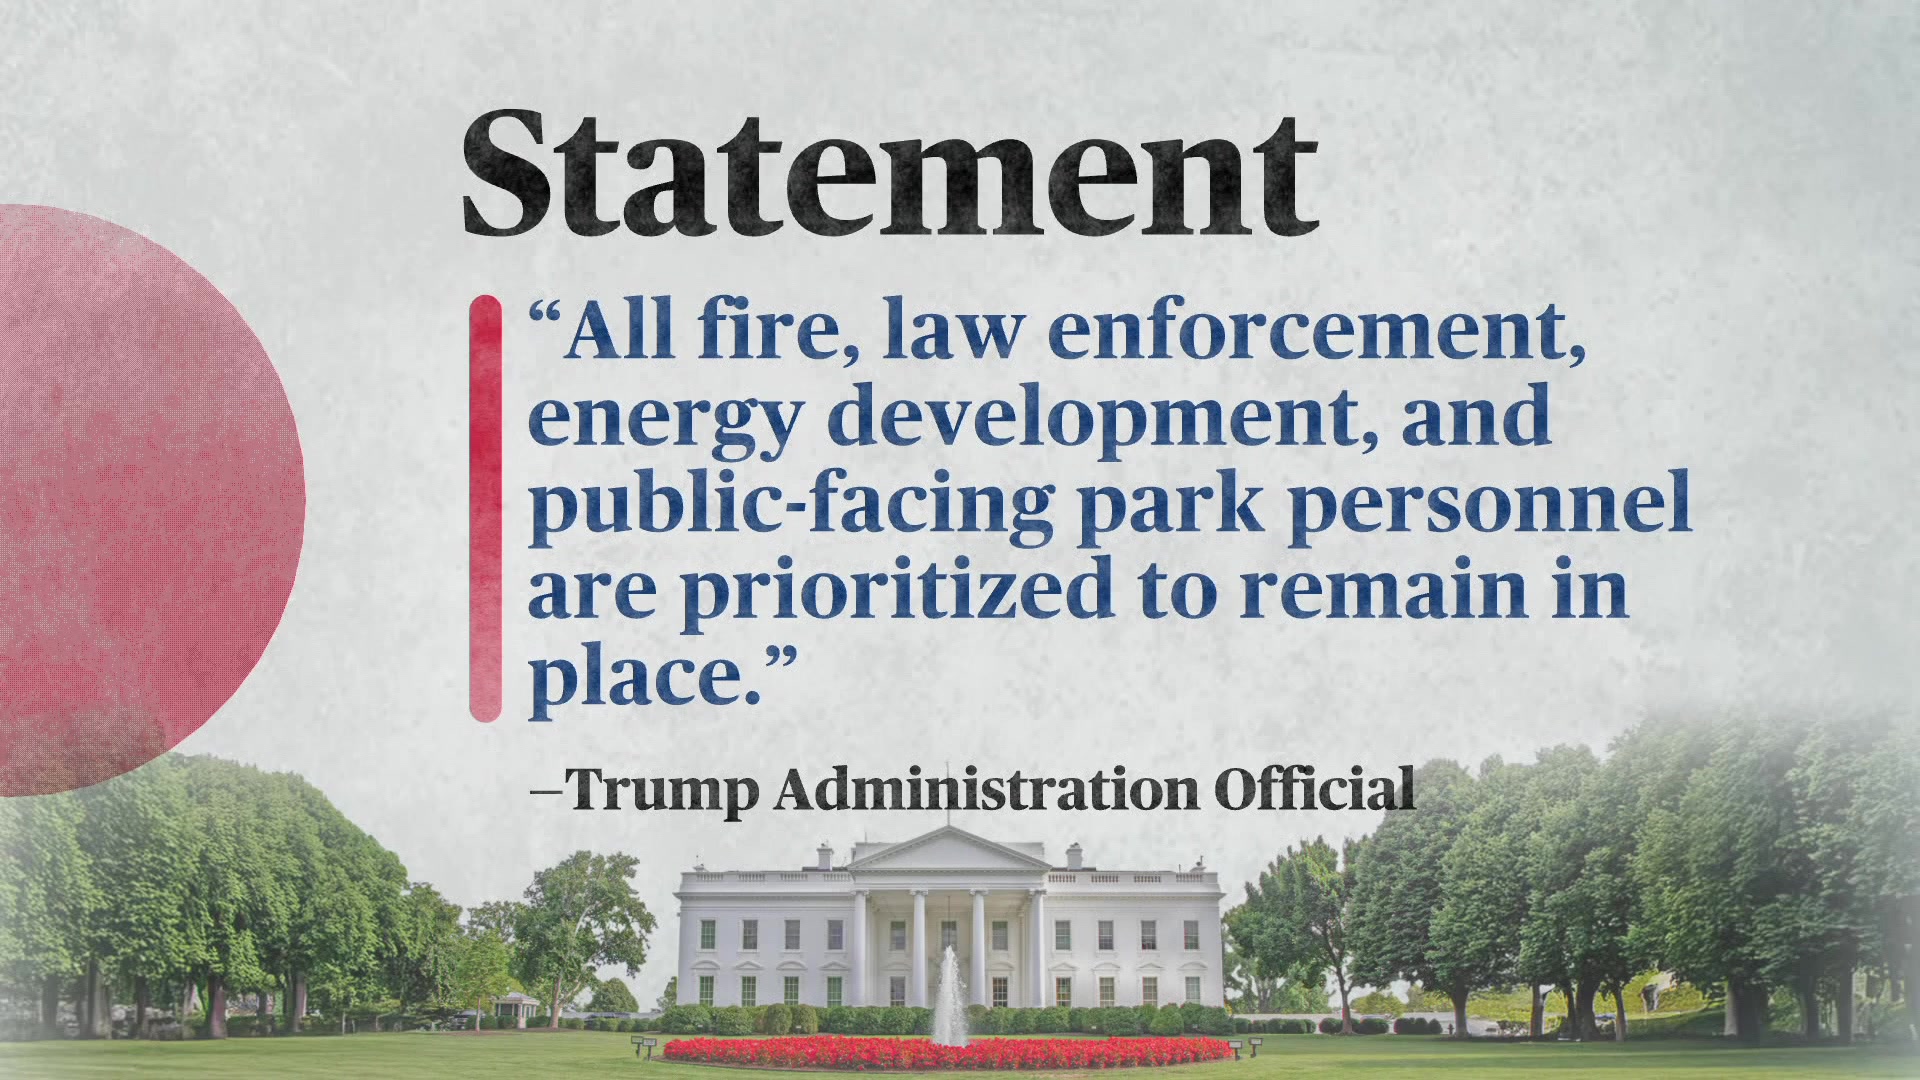 Statement
“All fire, law enforcement,
energy development, and
public-facing park personnel
are prioritized to remain in
place.”
–Trump Administration Official